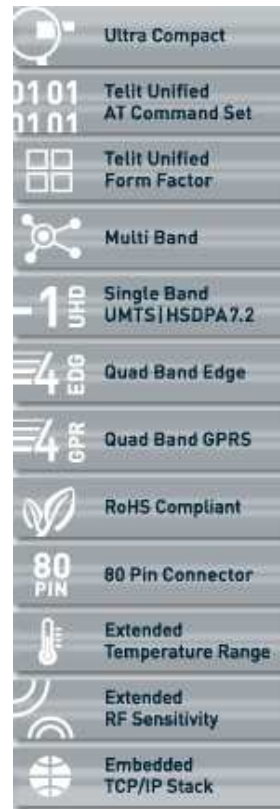 Ultra Compact
0101
0101
Telit Unified
AT Command Set
Telit Unified
Form Factor
Multi Band
-1 UHD
Single Band
UMTS|HSDPA7.2
4 EDG
Quad Band Edge
4 GPR
Quad Band GPRS
RoHS Compliant
80
PIN
80 Pin Connector
Extended
Temperature Range
Extended
RF Sensitivity
Embedded
TCP/IP Stack